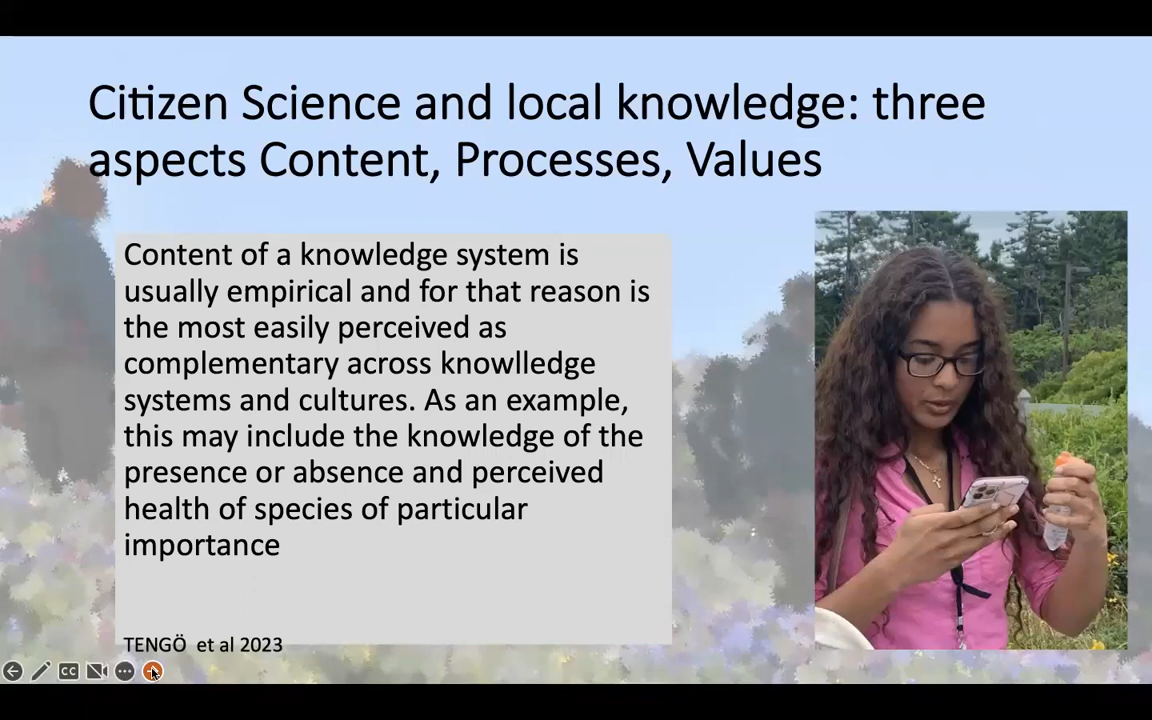 Citizen Science and local knowledge: three
aspects Content, Processes, Values
Content of a knowledge system is
usually empirical and for that reason is
the most easily perceived as
complementary across knowlledge
systems and cultures. As an example,
this may include the knowledge of the
presence or absence and perceived
health of species of particular
importance
TENGÖ et al 2023
CC